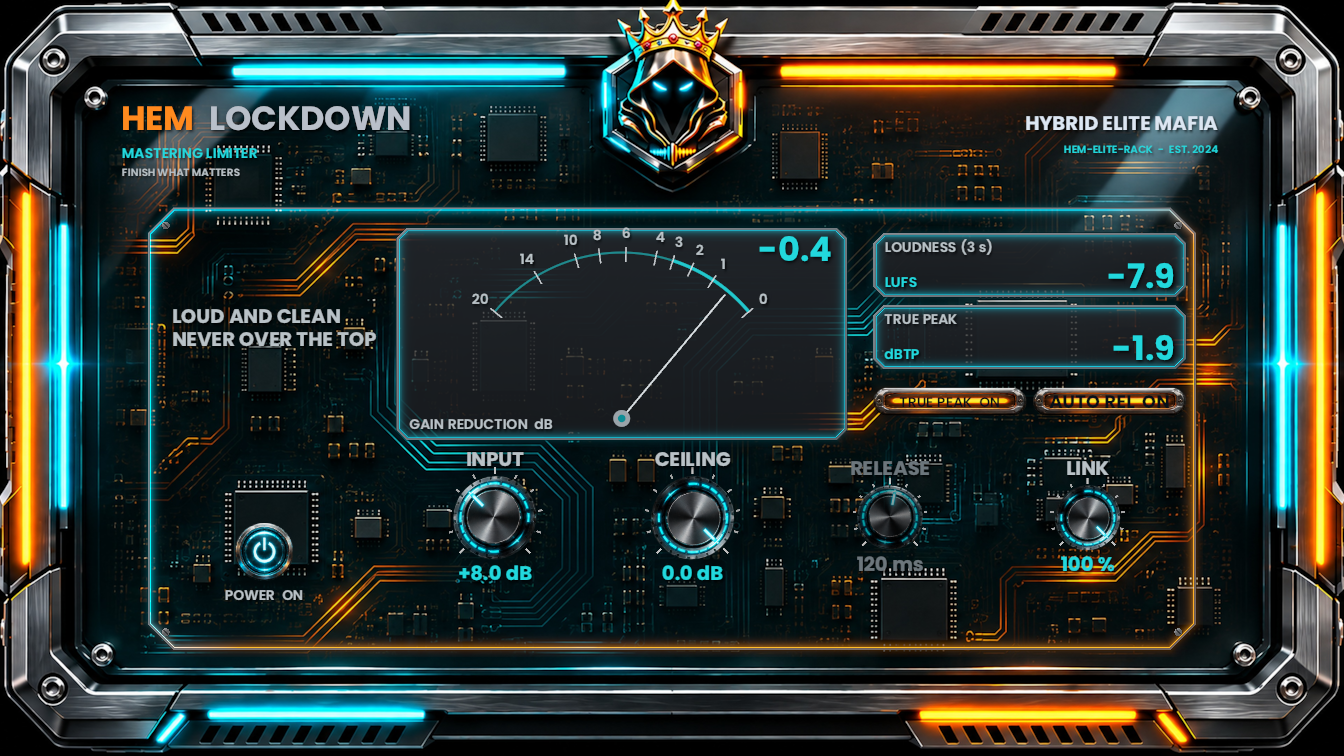 HEM LOCKDOWN
MASTERING LIMITER
FINISH WHAT MATTERS
HYBRID ELITE MAFIA
HEM-ELITE-RACK - EST. 2024
LOUD AND CLEAN
NEVER OVER THE TOP
20 14 10 8 6 4 3 2 1 0
-0.4
GAIN REDUCTION dB
LOUDNESS (3 s)
LUFS -7.9
TRUE PEAK
dBTP -1.9
TRUE PEAK ON
AUTO REL ON
INPUT
+8.0 dB
CEILING
0.0 dB
RELEASE
120 ms
LINK
100 %
POWER ON